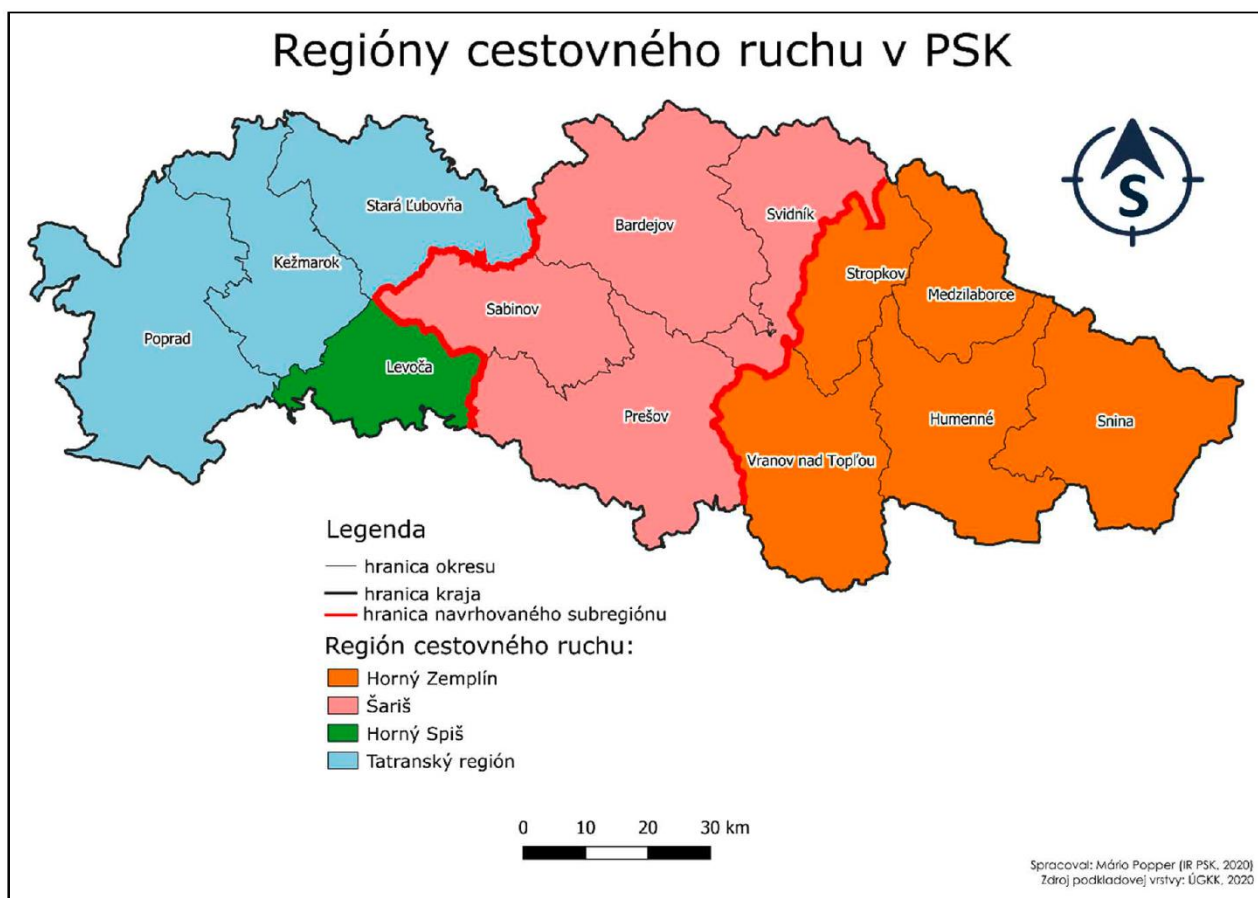 Regióny cestovného ruchu v PSK
S
Stará Ľubovňa
Bardejov
Svidník
Kežmarok
Stropkov
Medzilaborce
Sabinov
Poprad
Levoča
Prešov
Humenné
Snina
Vranov nad Topľou
Legenda
hranica okresu
hranica kraja
hranica navrhovaného subregiónu
Región cestovného ruchu:
Horný Zemplín
Šariš
Horný Spiš
Tatranský región
0 10 20 30 km
Spracoval: Mário Popper (IR PSK, 2020)
Zdroj podkladovej vrstvy: ÚGKK, 2020